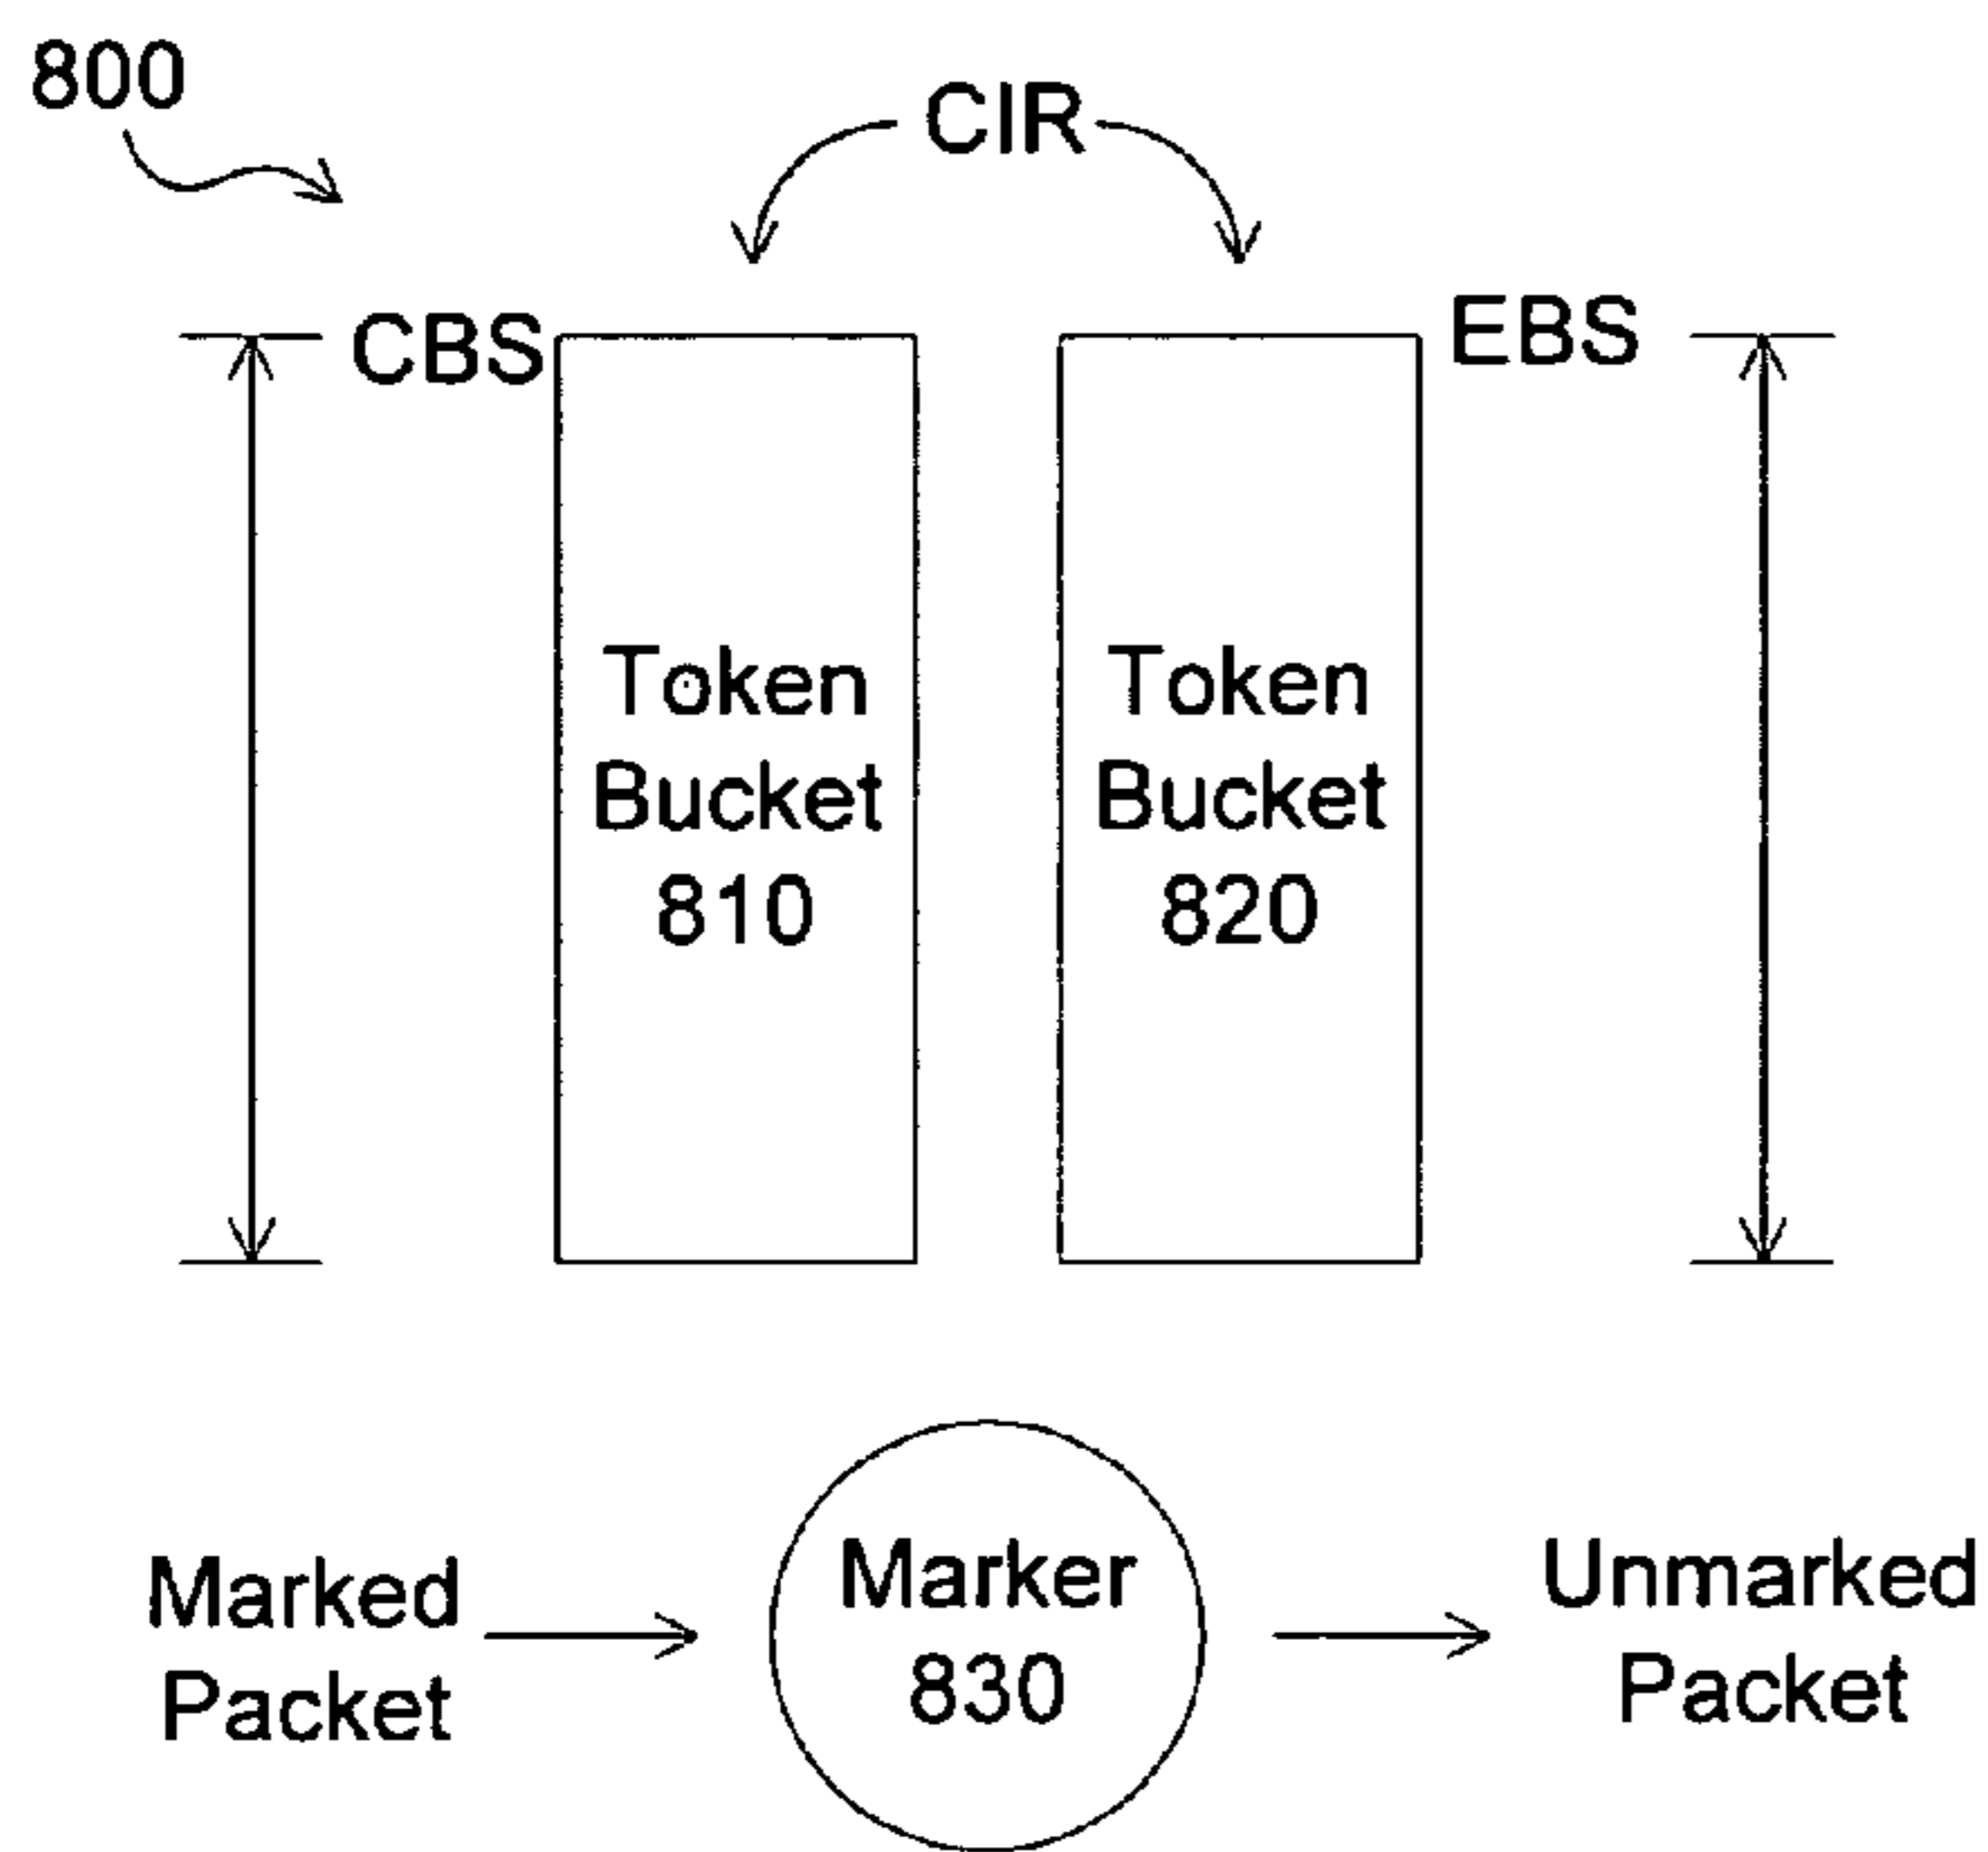 800
CIR
CBS
EBS
Token
Bucket
810
Token
Bucket
820
Marked
Packet
Marker
830
Unmarked
Packet